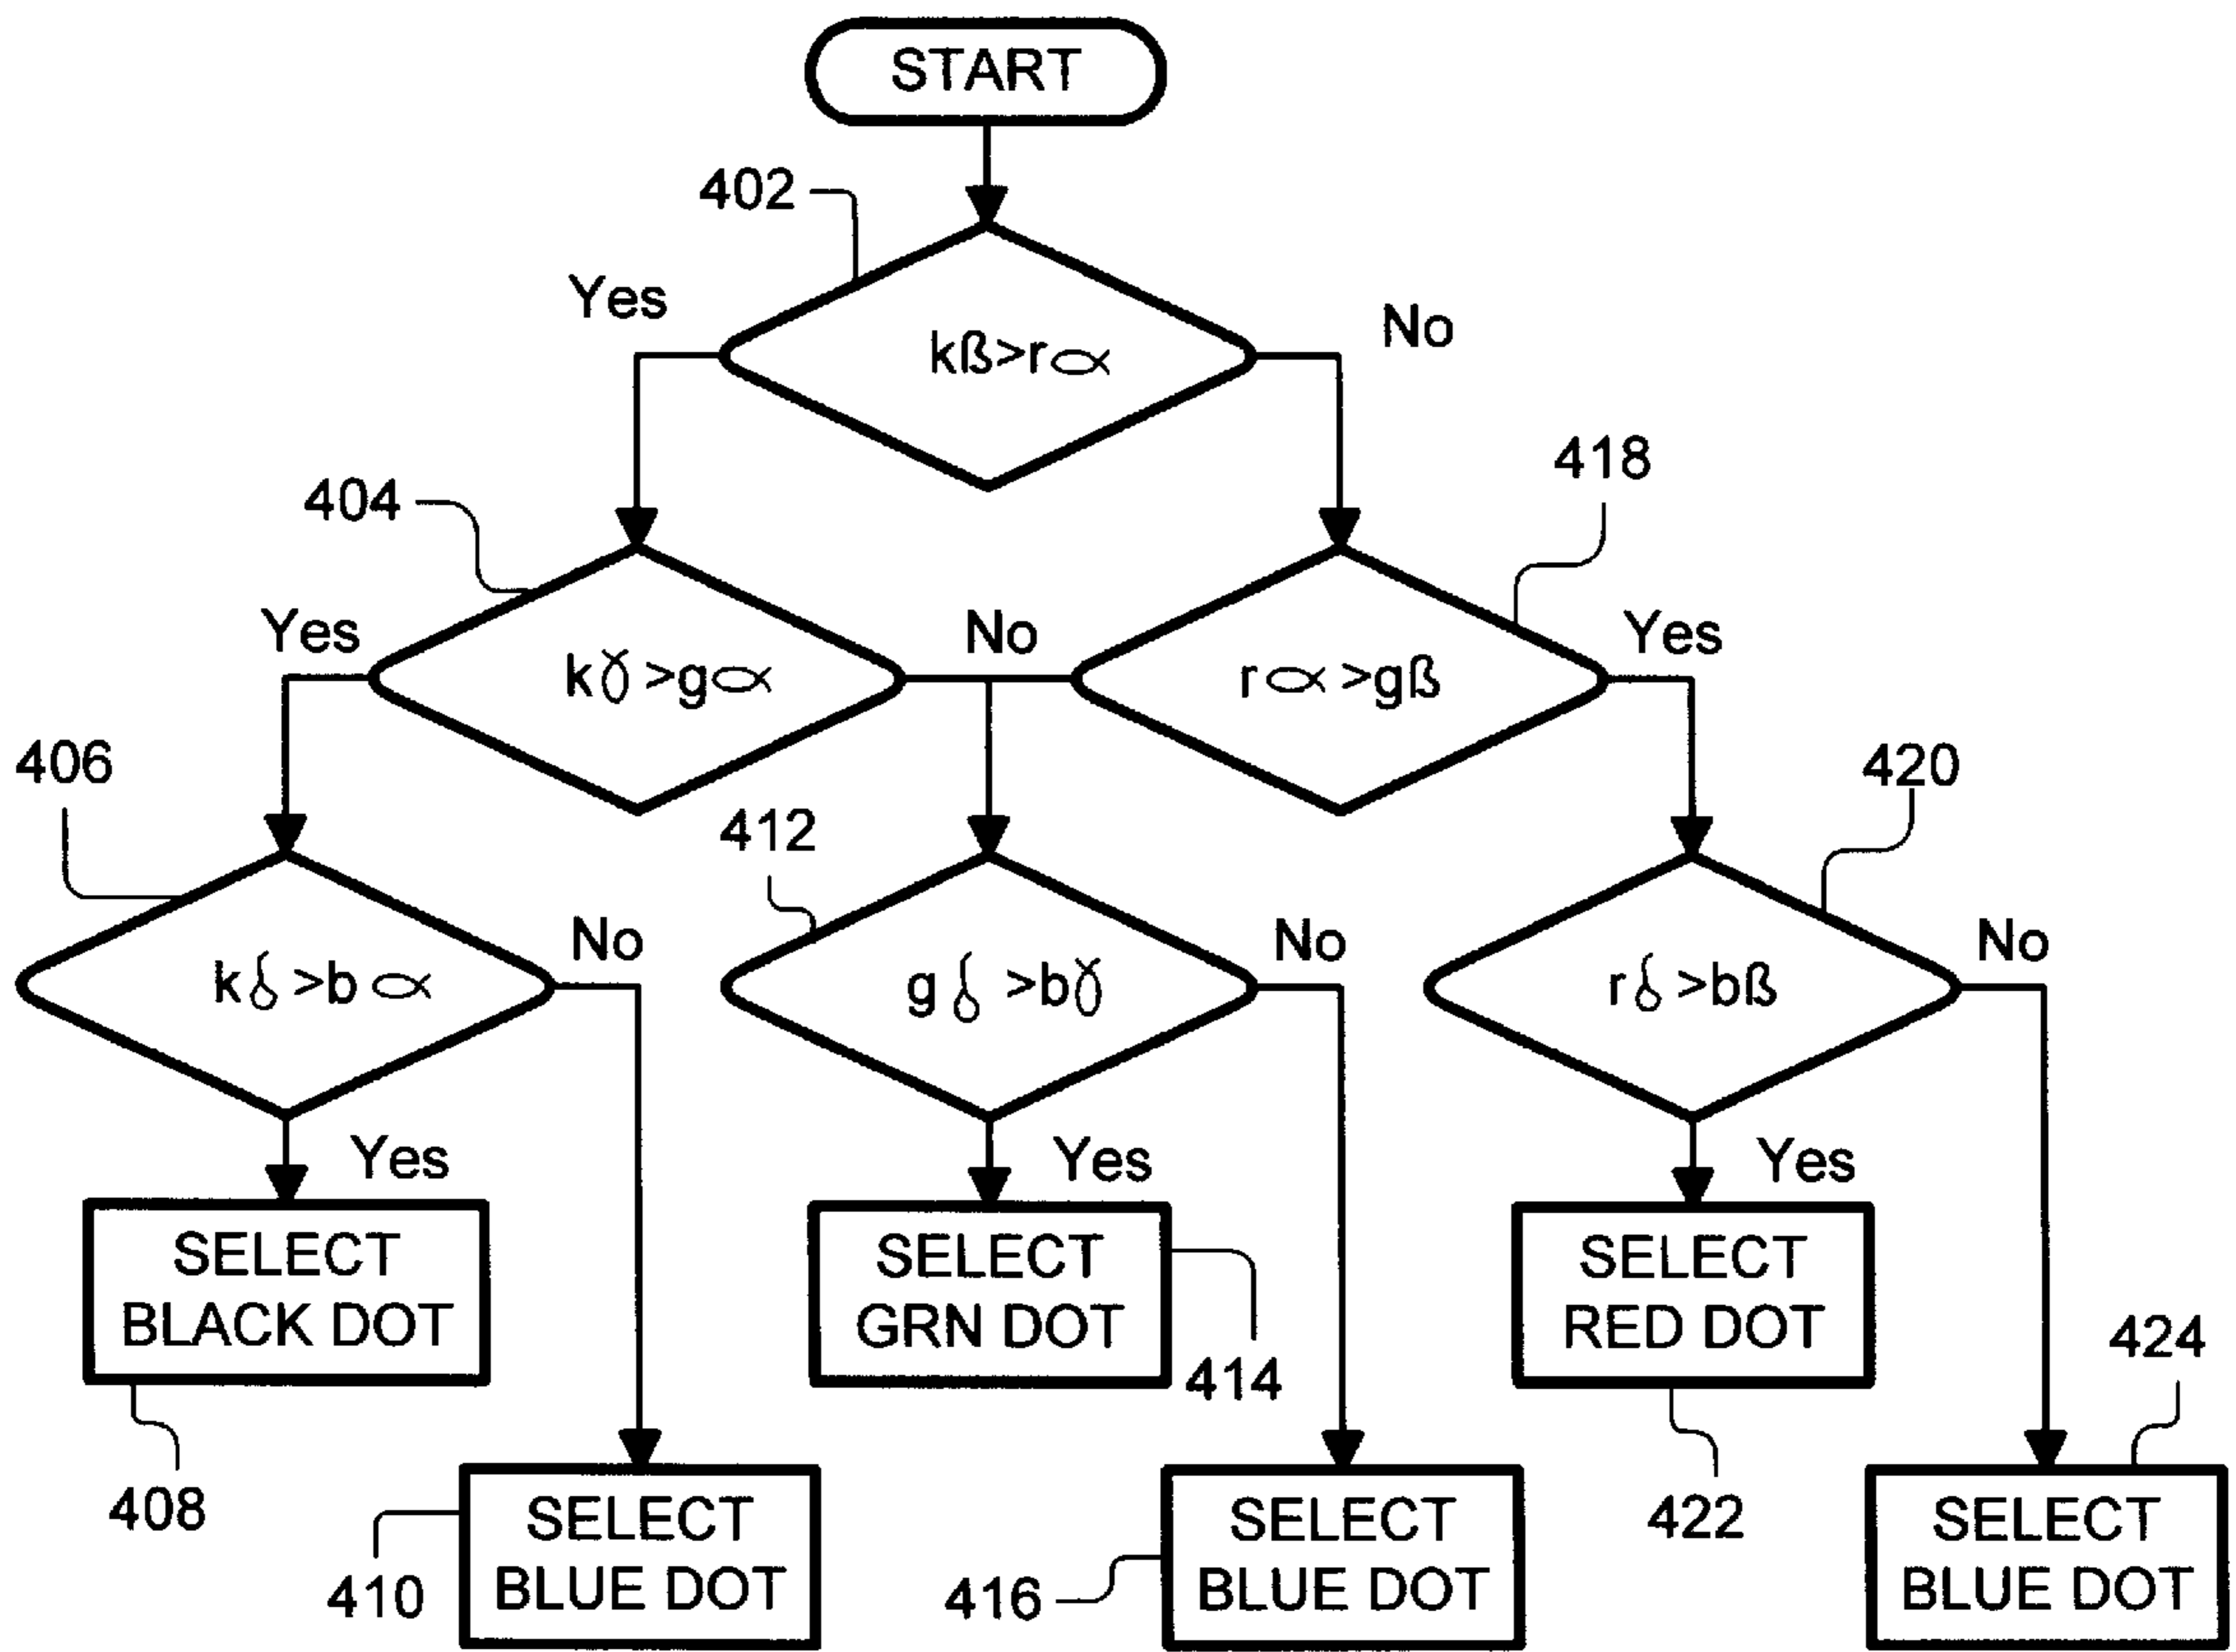 START
402
Yes
No
kß>rα
418
404
Yes
No
Yes
kγ>gα
rα>gß
406
412
420
No
No
No
kδ>bα
gδ>bγ
rδ>bß
Yes
Yes
Yes
SELECT
BLACK DOT
SELECT
GRN DOT
SELECT
RED DOT
414
424
408
422
SELECT
BLUE DOT
SELECT
BLUE DOT
SELECT
BLUE DOT
410
416